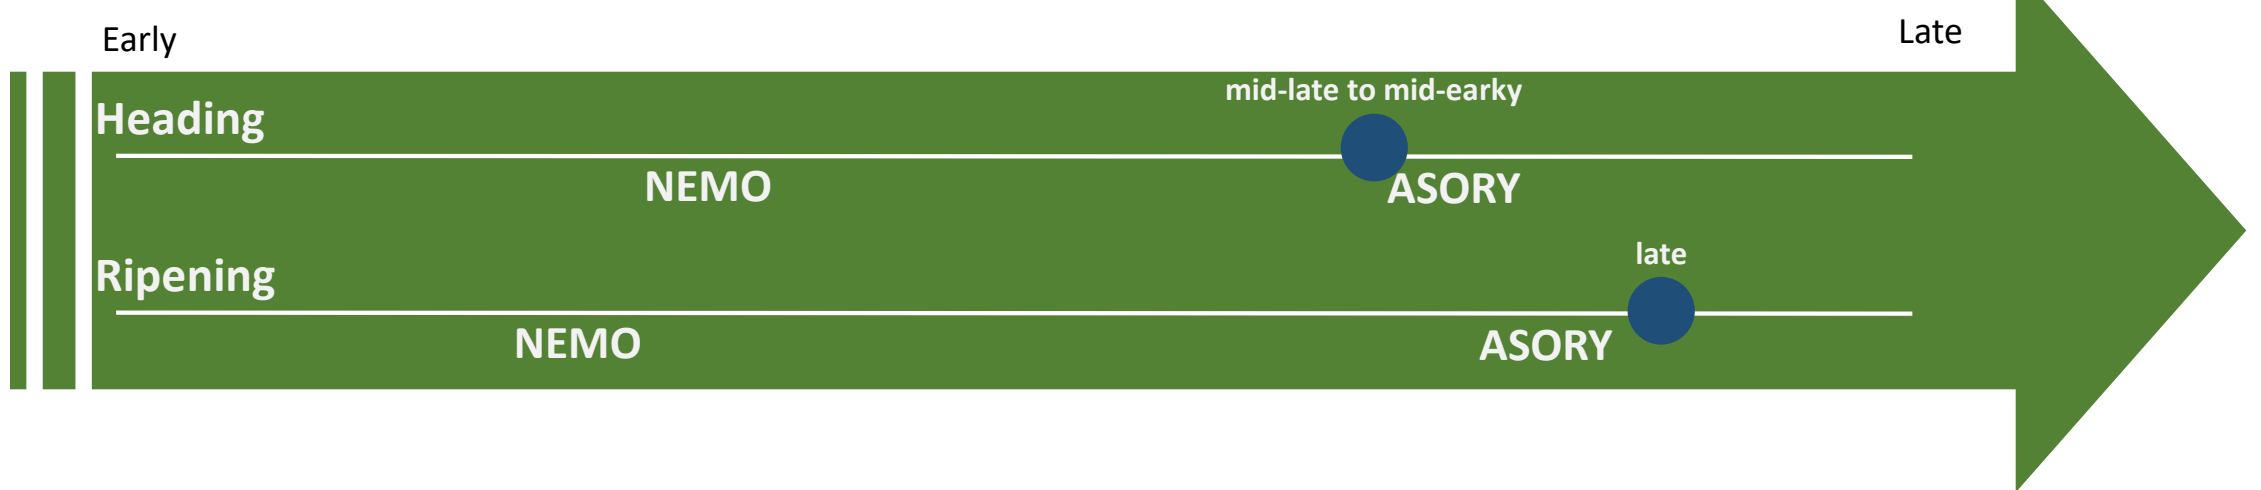 Early
Late
mid-late to mid-earky
Heading
NEMO
ASORY
late
Ripening
NEMO
ASORY